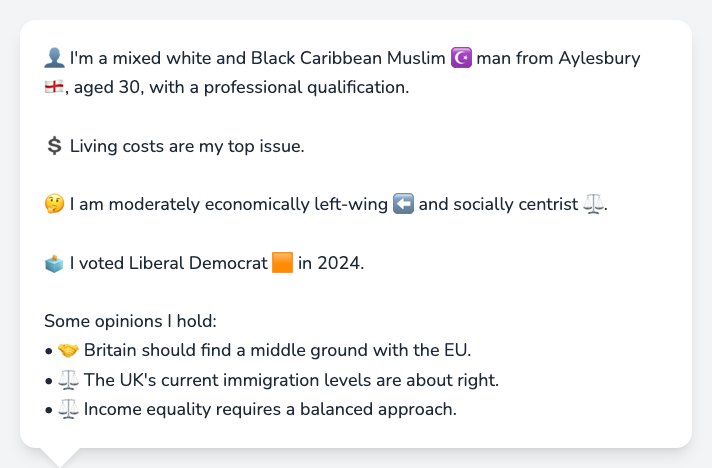 👤 I'm a mixed white and Black Caribbean Muslim ☪️ man from Aylesbury
🏴󠁧󠁢󠁥󠁮󠁧󠁿, aged 30, with a professional qualification.
💲 Living costs are my top issue.
🤔 I am moderately economically left-wing ⬅️ and socially centrist ⚖️.
🗳️ I voted Liberal Democrat 🟧 in 2024.
Some opinions I hold:
• 🤝 Britain should find a middle ground with the EU.
• ⚖️ The UK's current immigration levels are about right.
• ⚖️ Income equality requires a balanced approach.